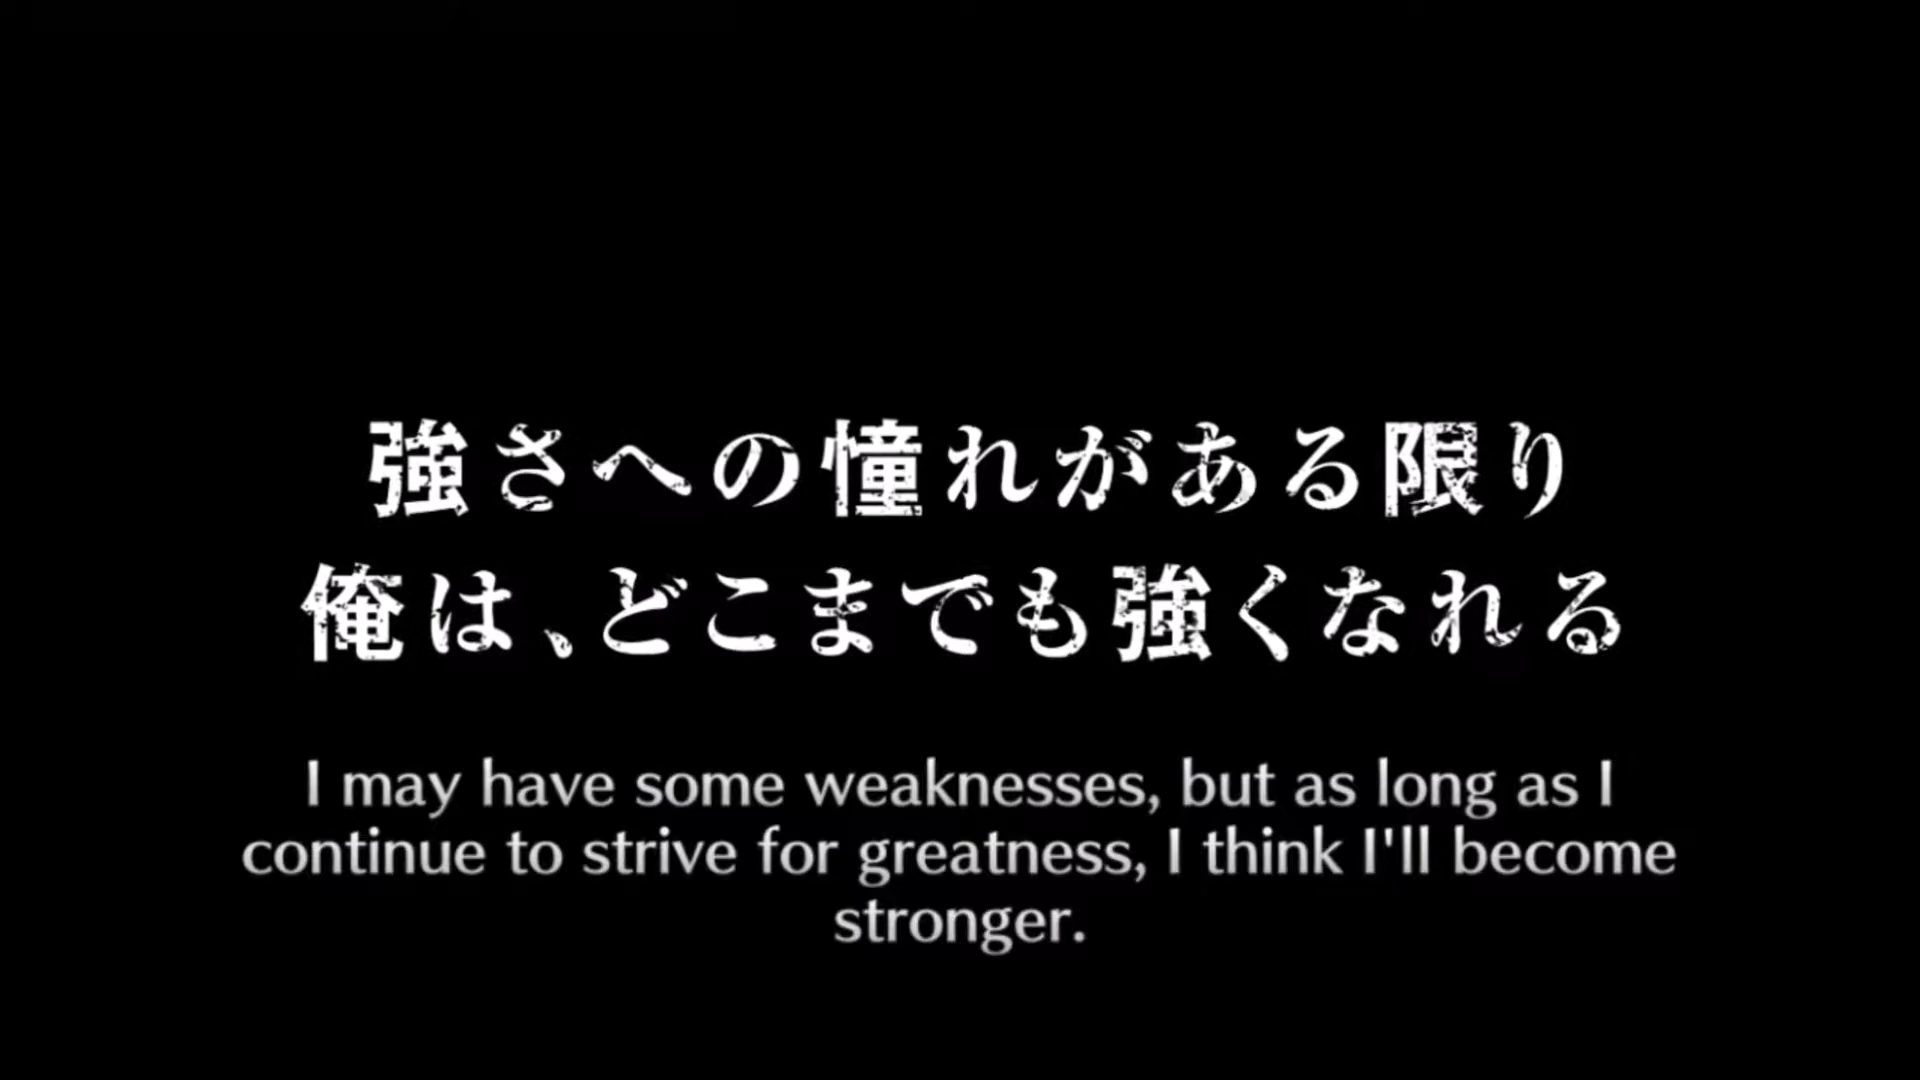 強さへの憧れがある限り
俺は、どこまでも強くなれる
I may have some weaknesses, but as long as I
continue to strive for greatness, I think I'll become
stronger.